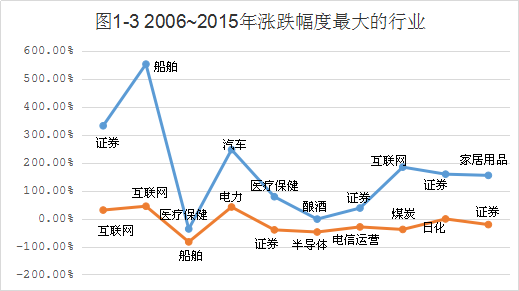 图1-3 2006~2015年涨跌幅度最大的行业
600.00%
500.00%
400.00%
300.00%
200.00%
100.00%
0.00%
-100.00%
-200.00%
证券
船舶
医疗保健
汽车
医疗保健
酿酒
证券
互联网
证券
家居用品
互联网
互联网
船舶
电力
证券
半导体
电信运营
煤炭
日化
证券